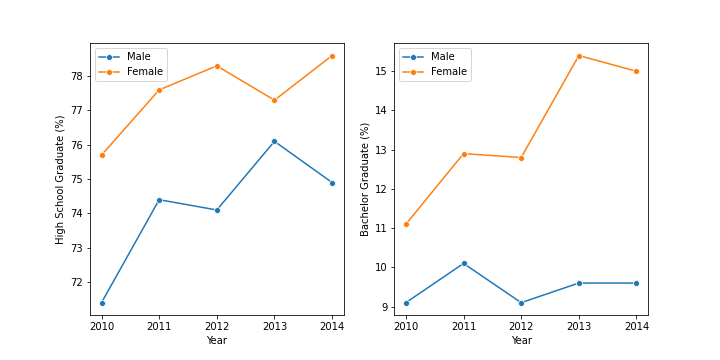 Male
Female
High School Graduate (%)
78
77
76
75
74
73
72
2010 2011 2012 2013 2014
Year
Male
Female
Bachelor Graduate (%)
15
14
13
12
11
10
9
2010 2011 2012 2013 2014
Year